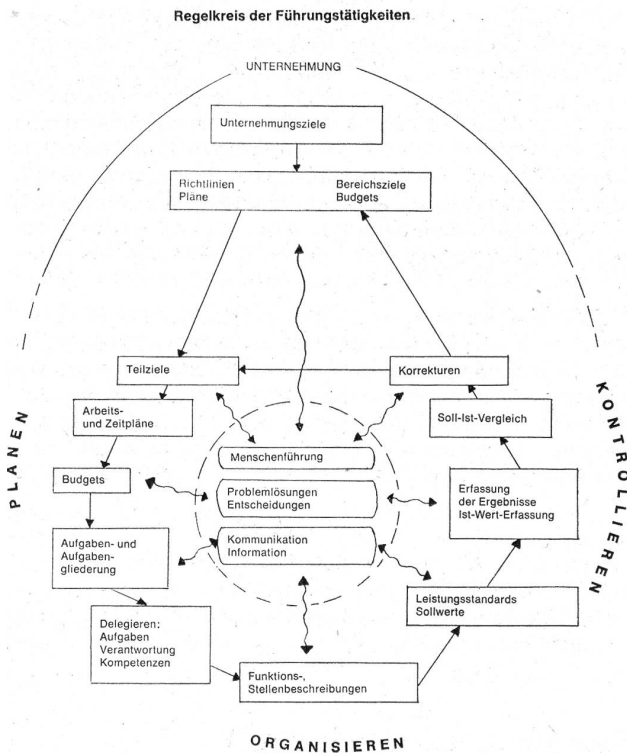 Regelkreis der Führungstätigkeiten
UNTERNEHMUNG
Unternehmungsziele
Richtlinien
Pläne
Bereichsziele
Budgets
Teilziele
Korrekturen
Arbeits-
und Zeitpläne
Soll-Ist-Vergleich
Menschenführung
Budgets
Problemlösungen
Entscheidungen
Erfassung
der Ergebnisse
Ist-Wert-Erfassung
Aufgaben- und
Aufgaben-
gliederung
Kommunikation
Information
Leistungsstandards
Sollwerte
Delegieren:
Aufgaben
Verantwortung
Kompetenzen
Funktions-,
Stellenbeschreibungen
PLANEN
KONTROLLIEREN
ORGANISIEREN